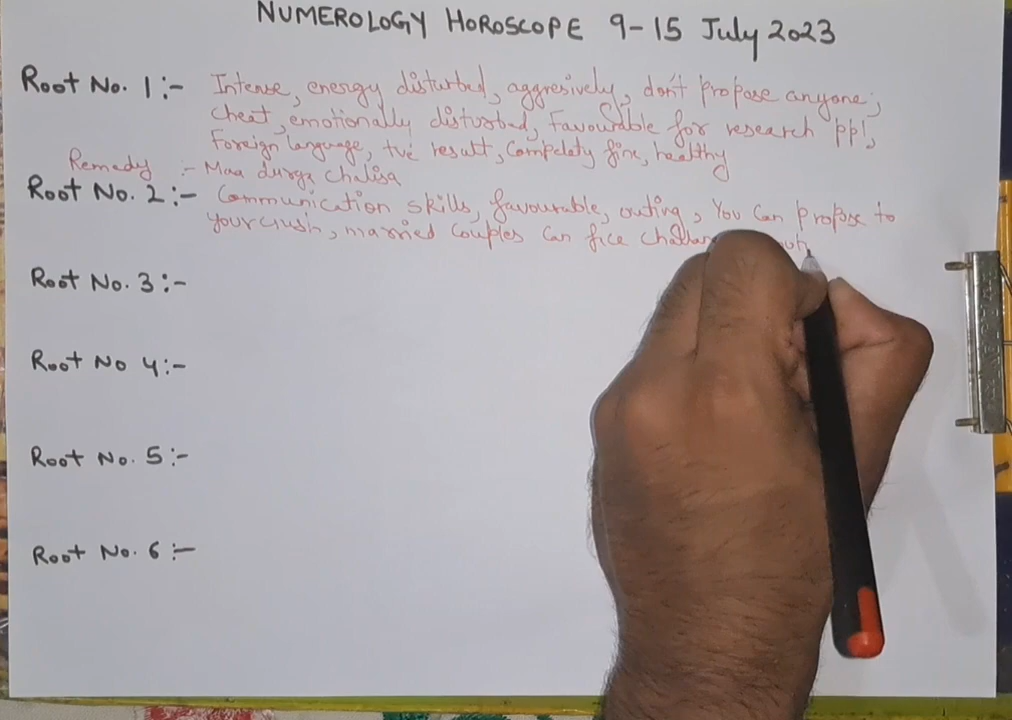 NUMEROLOGY HOROSCOPE 9-15 July 2023
Root No. 1:- Intense, energy disturbed, aggresively, don't propose anyone,
cheat, emotionally disturbed, Favourable for research ppl,
Foreign language, tve result, Completely fine, healthy
Remedy :- Maa durga Chalisa
Root No. 2:- Communication skills, favourable, outing, You Can propose to
your crush, married Couples Can face
Root No. 3:-
Root No 4:-
Root No. 5:-
Root No. 6:-